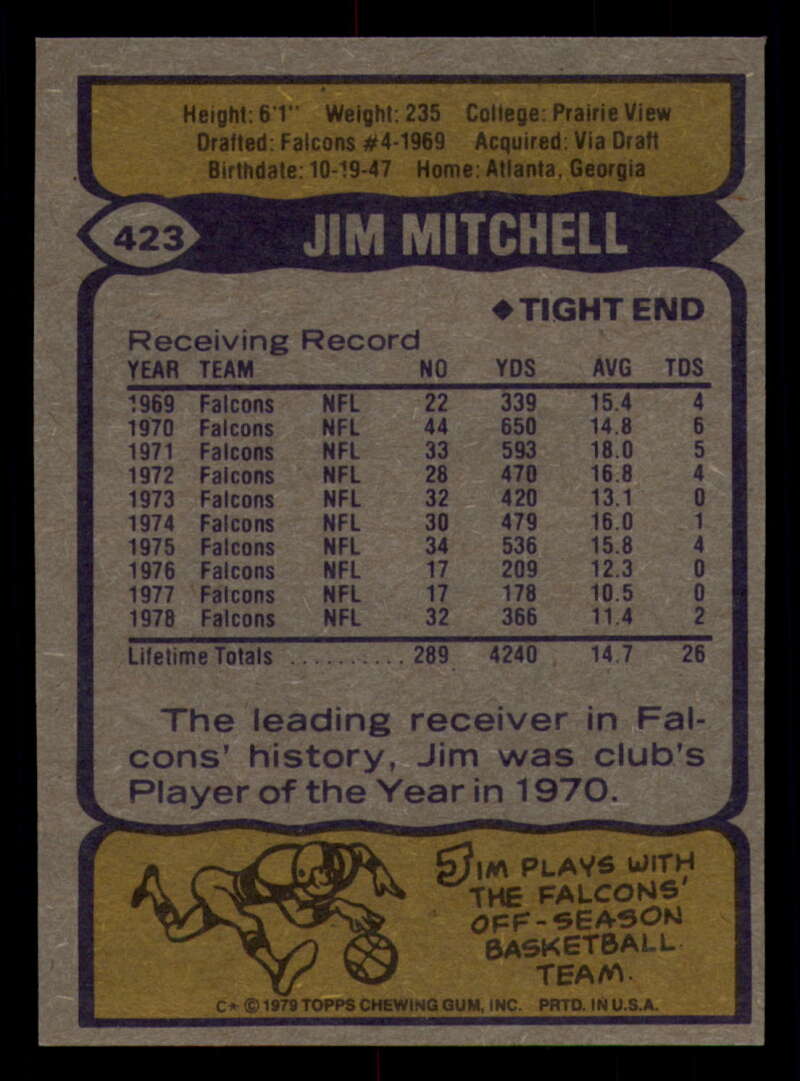 Height: 6'1" Weight: 235 College: Prairie View
Drafted: Falcons #4-1969 Acquired: Via Draft
Birthdate: 10-19-47 Home: Atlanta, Georgia
423 JIM MITCHELL
◆TIGHT END
Receiving Record
YEAR TEAM NO YDS AVG TDS
1969 Falcons NFL 22 339 15.4 4
1970 Falcons NFL 44 650 14.8 6
1971 Falcons NFL 33 593 18.0 5
1972 Falcons NFL 28 470 16.8 4
1973 Falcons NFL 32 420 13.1 0
1974 Falcons NFL 30 479 16.0 1
1975 Falcons NFL 34 536 15.8 4
1976 Falcons NFL 17 209 12.3 0
1977 Falcons NFL 17 178 10.5 0
1978 Falcons NFL 32 366 11.4 2
Lifetime Totals .......... 289 4240 14.7 26
The leading receiver in Fal-
cons' history, Jim was club's
Player of the Year in 1970.
JIM PLAYS WITH
THE FALCONS'
OFF-SEASON
BASKETBALL
TEAM.
C* © 1979 TOPPS CHEWING GUM, INC. PRTD. IN U.S.A.